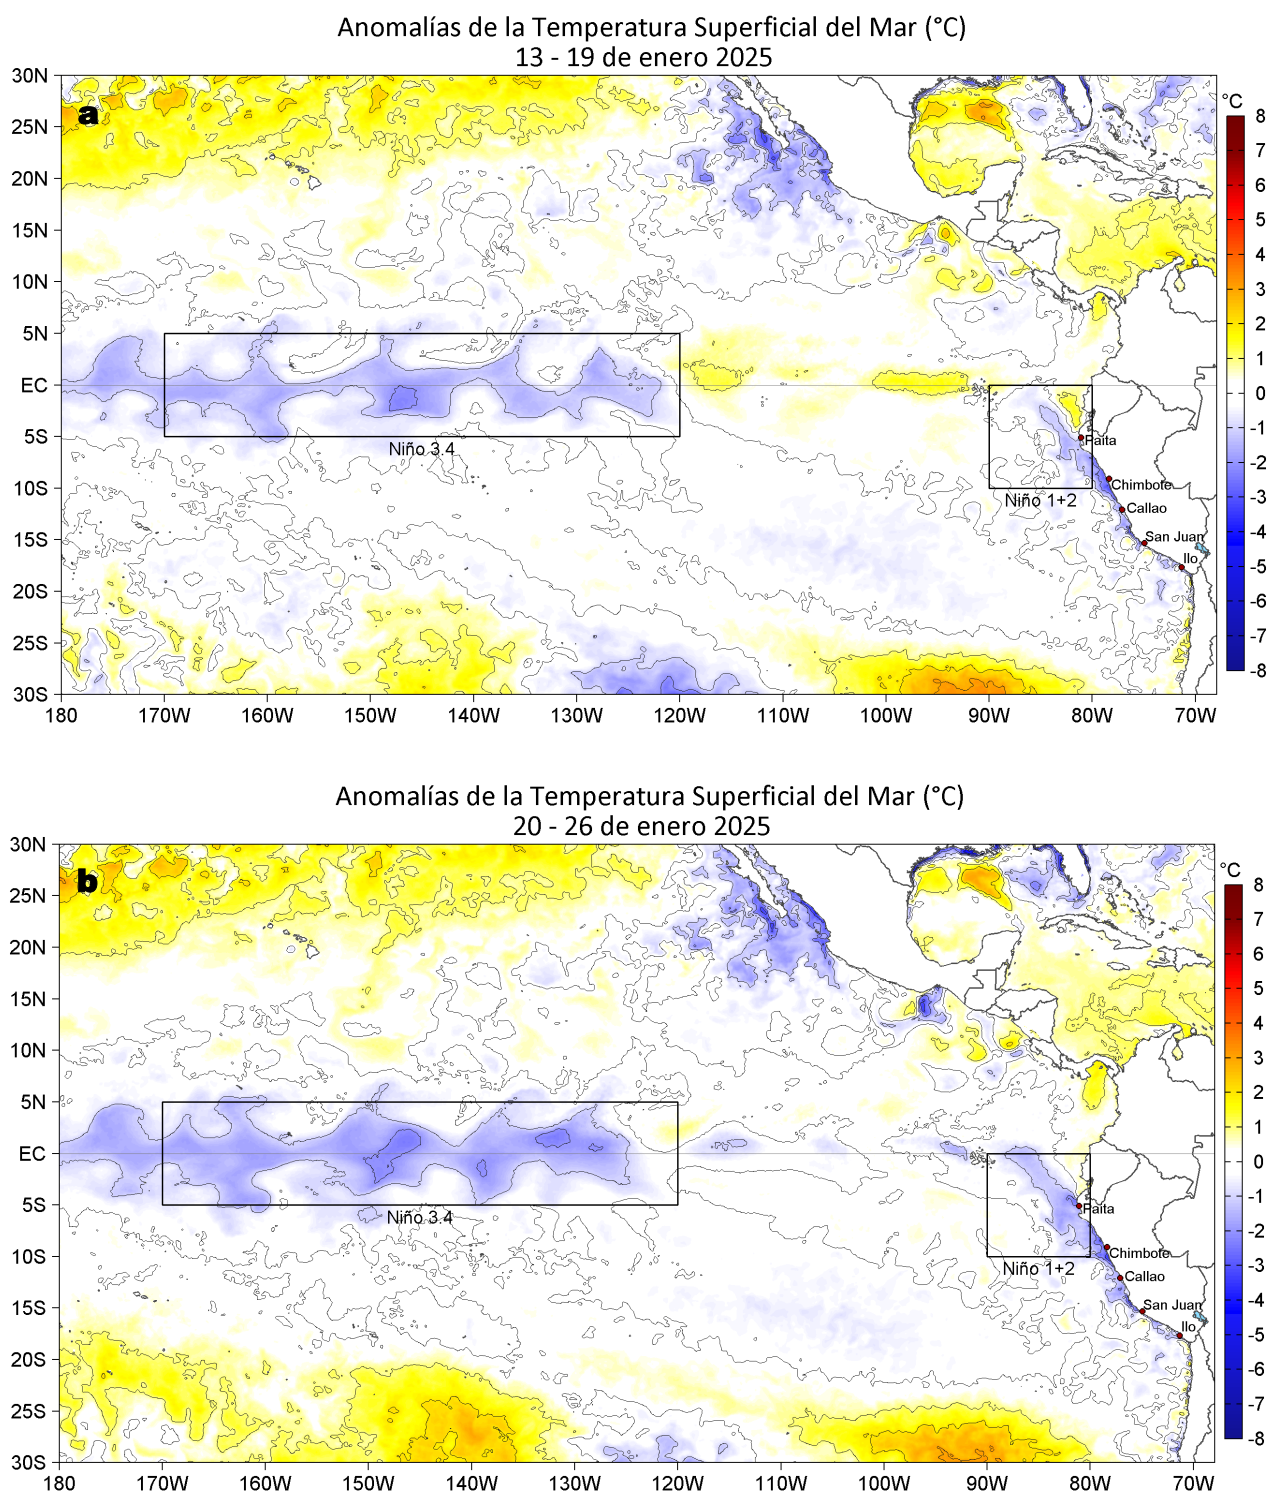 Anomalías de la Temperatura Superficial del Mar (°C)
13 - 19 de enero 2025
a
30N
25N
20N
15N
10N
5N
EC
5S
10S
15S
20S
25S
30S
180 170W 160W 150W 140W 130W 120W 110W 100W 90W 80W 70W
Niño 3.4
Niño 1+2
Paita
Chimbote
Callao
San Juan
Ilo
°C
8
7
6
5
4
3
2
1
0
-1
-2
-3
-4
-5
-6
-7
-8
Anomalías de la Temperatura Superficial del Mar (°C)
20 - 26 de enero 2025
b
30N
25N
20N
15N
10N
5N
EC
5S
10S
15S
20S
25S
30S
180 170W 160W 150W 140W 130W 120W 110W 100W 90W 80W 70W
Niño 3.4
Niño 1+2
Paita
Chimbote
Callao
San Juan
Ilo
°C
8
7
6
5
4
3
2
1
0
-1
-2
-3
-4
-5
-6
-7
-8